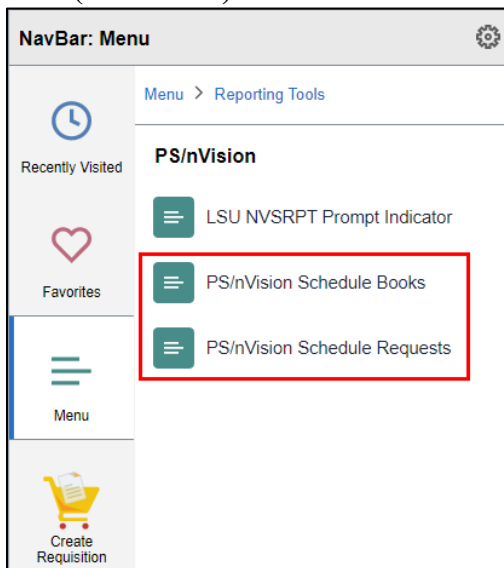 NavBar: Menu
Menu > Reporting Tools
Recently Visited
PS/nVision
LSU NVSRPT Prompt Indicator
PS/nVision Schedule Books
Favorites
PS/nVision Schedule Requests
Menu
Create
Requisition